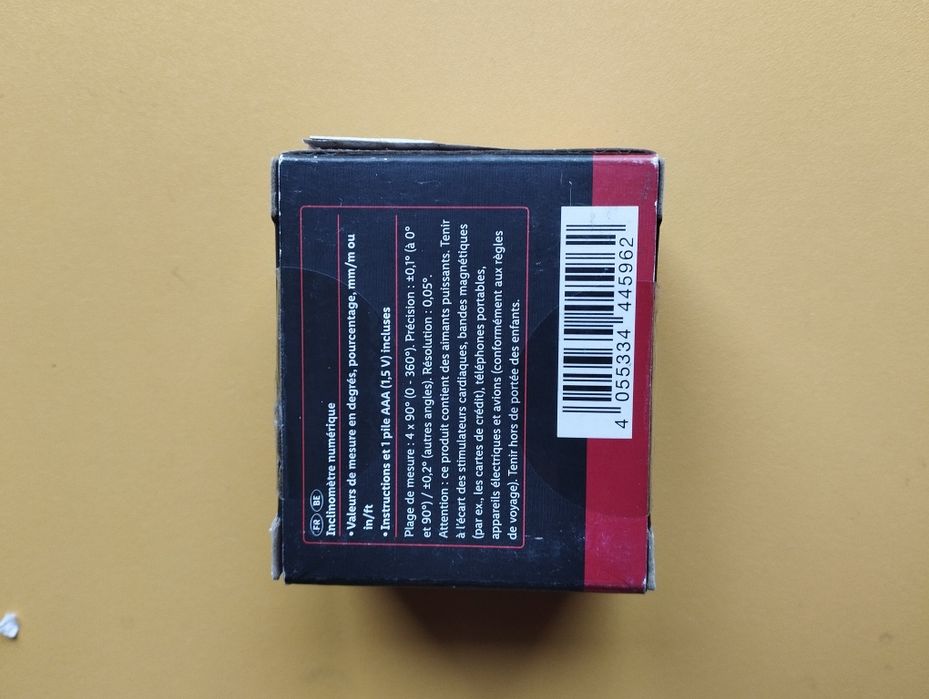 FR BE
Inclinomètre numérique
• Valeurs de mesure en degrés, pourcentage, mm/m ou
in/ft
• Instructions et 1 pile AAA (1,5 V) incluses
Plage de mesure : 4 x 90° (0 - 360°). Précision : ±0,1° (à 0°
et 90°) / ±0,2° (autres angles). Résolution : 0,05°.
Attention : ce produit contient des aimants puissants. Tenir
à l'écart des stimulateurs cardiaques, bandes magnétiques
(par ex., les cartes de crédit), téléphones portables,
appareils électriques et avions (conformément aux règles
de voyage). Tenir hors de portée des enfants.
4 055334 445962